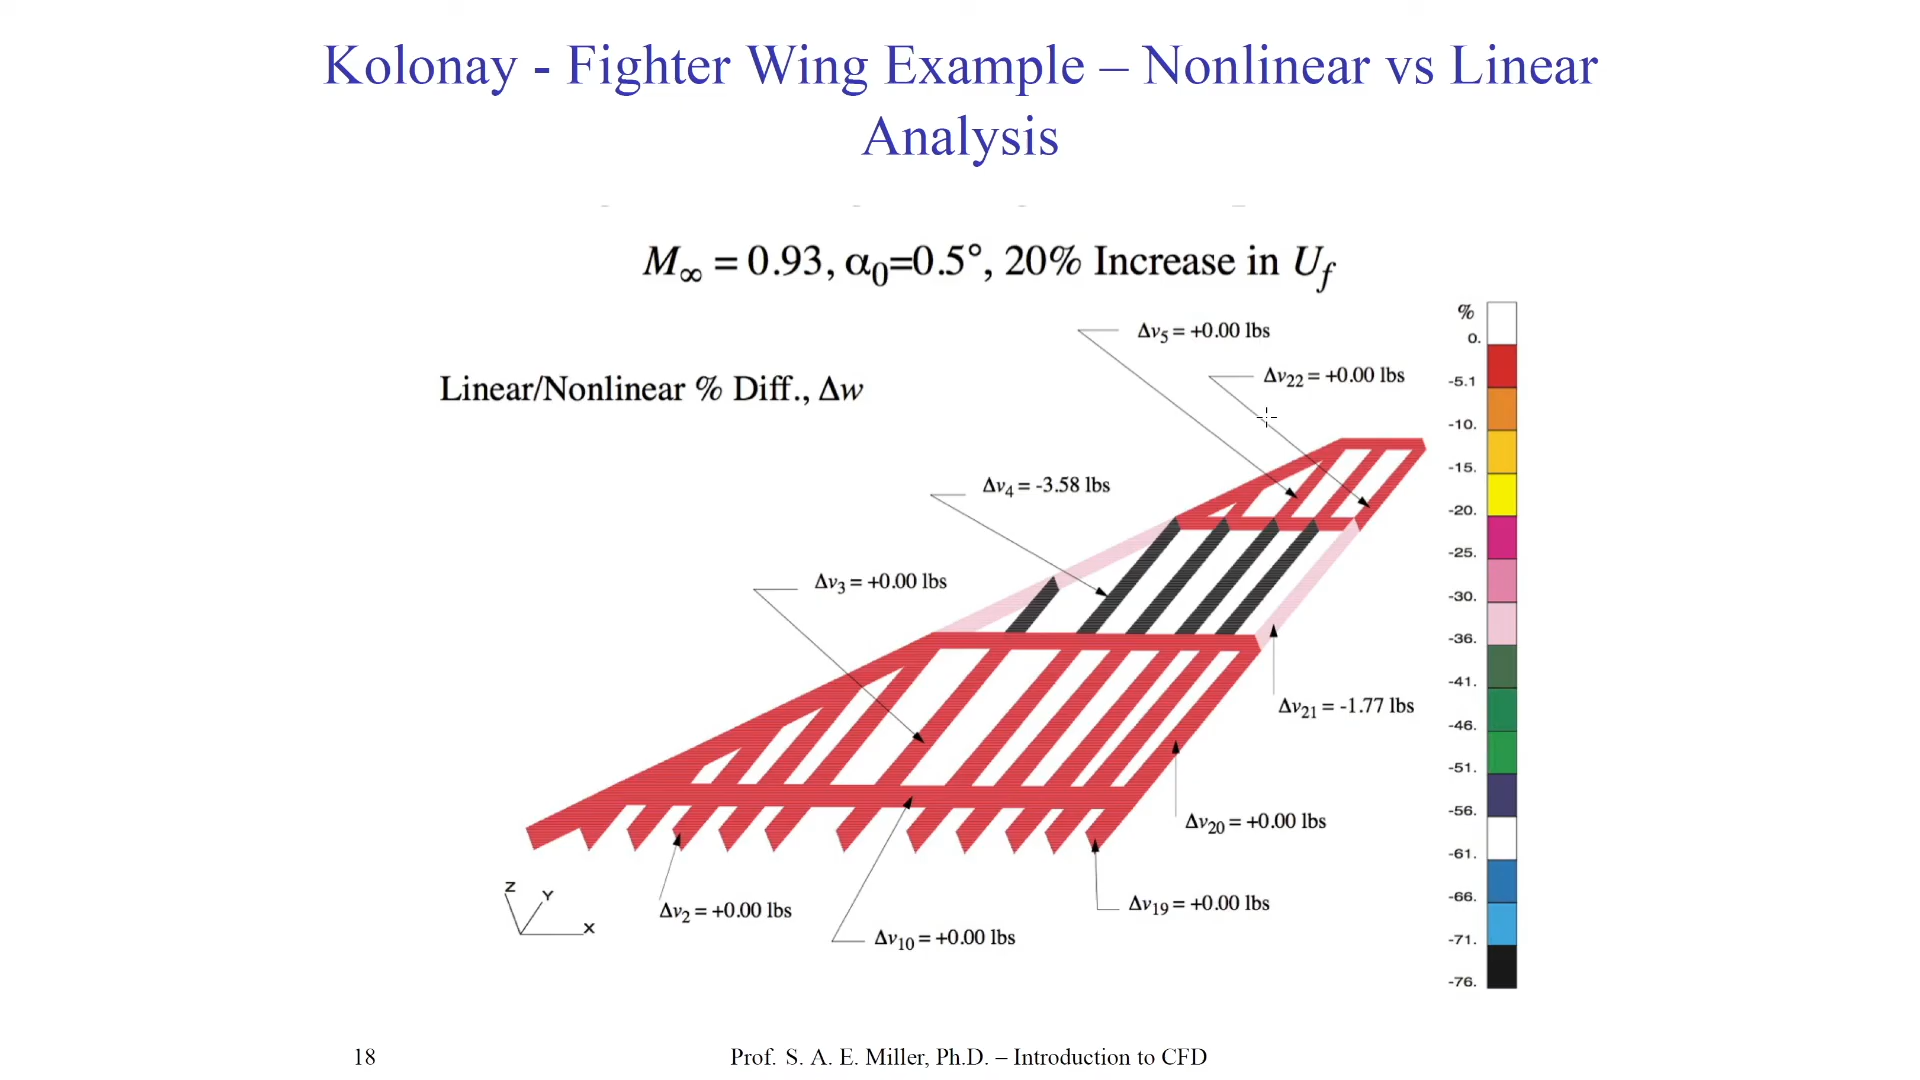 Kolonay - Fighter Wing Example – Nonlinear vs Linear
Analysis
M∞ = 0.93, α0=0.5°, 20% Increase in Uf
Linear/Nonlinear % Diff., Δw
Δv5 = +0.00 lbs
Δv22 = +0.00 lbs
Δv4 = -3.58 lbs
Δv3 = +0.00 lbs
Δv21 = -1.77 lbs
Δv20 = +0.00 lbs
Δv2 = +0.00 lbs
Δv19 = +0.00 lbs
Δv10 = +0.00 lbs
Z
Y
X
%
0.
-5.1
-10.
-15.
-20.
-25.
-30.
-36.
-41.
-46.
-51.
-56.
-61.
-66.
-71.
-76.
18
Prof. S. A. E. Miller, Ph.D. – Introduction to CFD